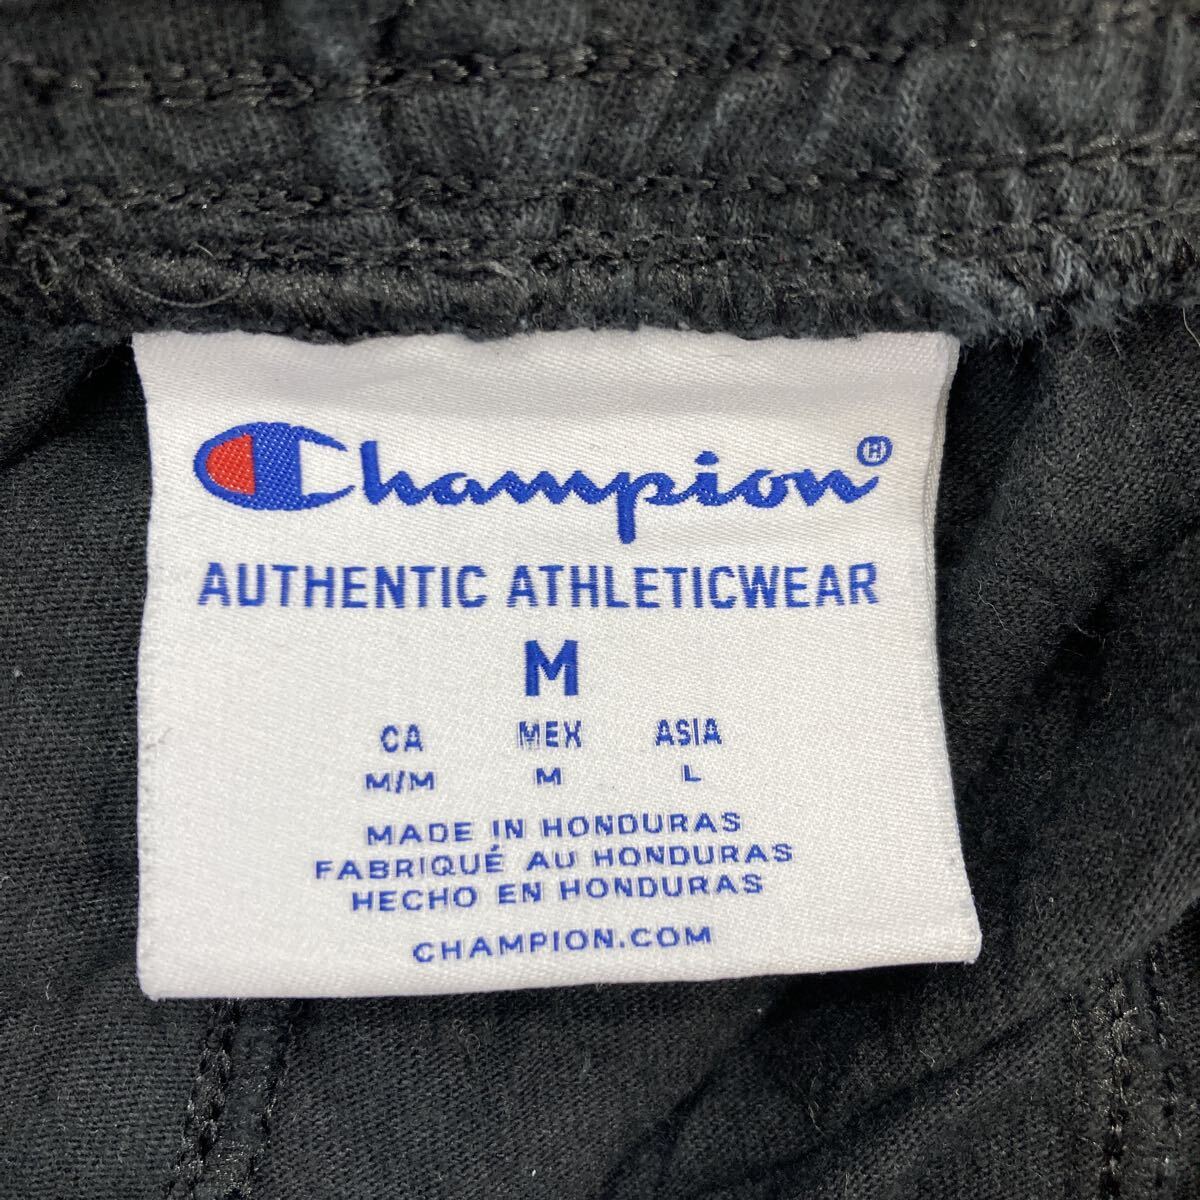 Champion®
AUTHENTIC ATHLETICWEAR
M
CA MEX ASIA
M/M M L
MADE IN HONDURAS
FABRIQUÉ AU HONDURAS
HECHO EN HONDURAS
CHAMPION.COM